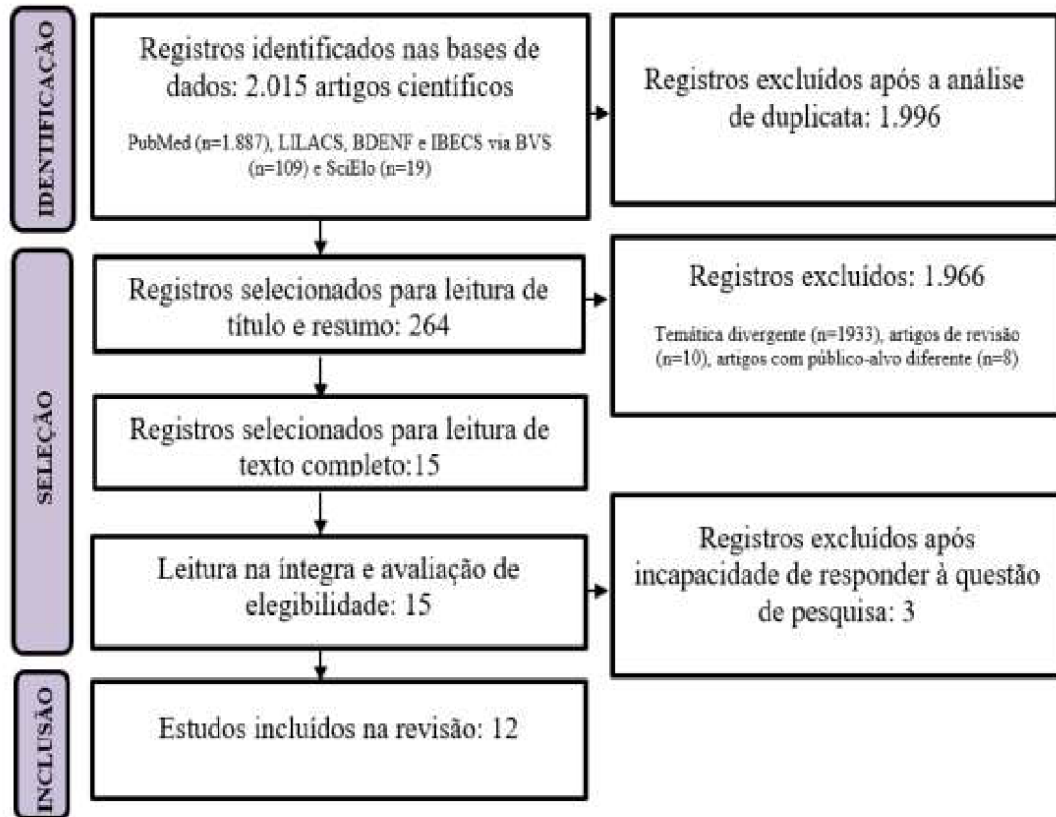 IDENTIFICAÇÃO
Registros identificados nas bases de
dados: 2.015 artigos científicos
PubMed (n=1.887), LILACS, BDENF e IBECS via BVS
(n=109) e SciElo (n=19)
Registros excluídos após a análise
de duplicata: 1.996
SELEÇÃO
Registros selecionados para leitura de
título e resumo: 264
Registros excluídos: 1.966
Temática divergente (n=1933), artigos de revisão
(n=10), artigos com público-alvo diferente (n=8)
Registros selecionados para leitura de
texto completo:15
Leitura na íntegra e avaliação de
elegibilidade: 15
Registros excluídos após
incapacidade de responder à questão
de pesquisa: 3
INCLUSÃO
Estudos incluídos na revisão: 12